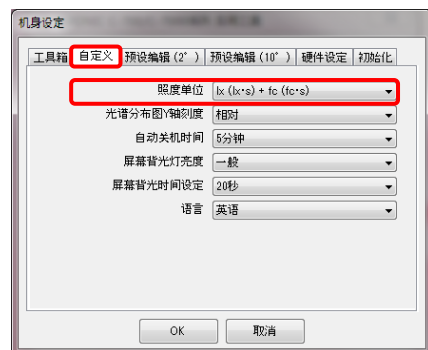 机身设定
工具箱 自定义 预设编辑(2°) 预设编辑(10°) 硬件设定 初始化
照度单位 lx (lx·s) + fc (fc·s)
光谱分布图Y轴刻度 相对
自动关机时间 5分钟
屏幕背光灯亮度 一般
屏幕背光时间设定 20秒
语言 英语
OK 取消